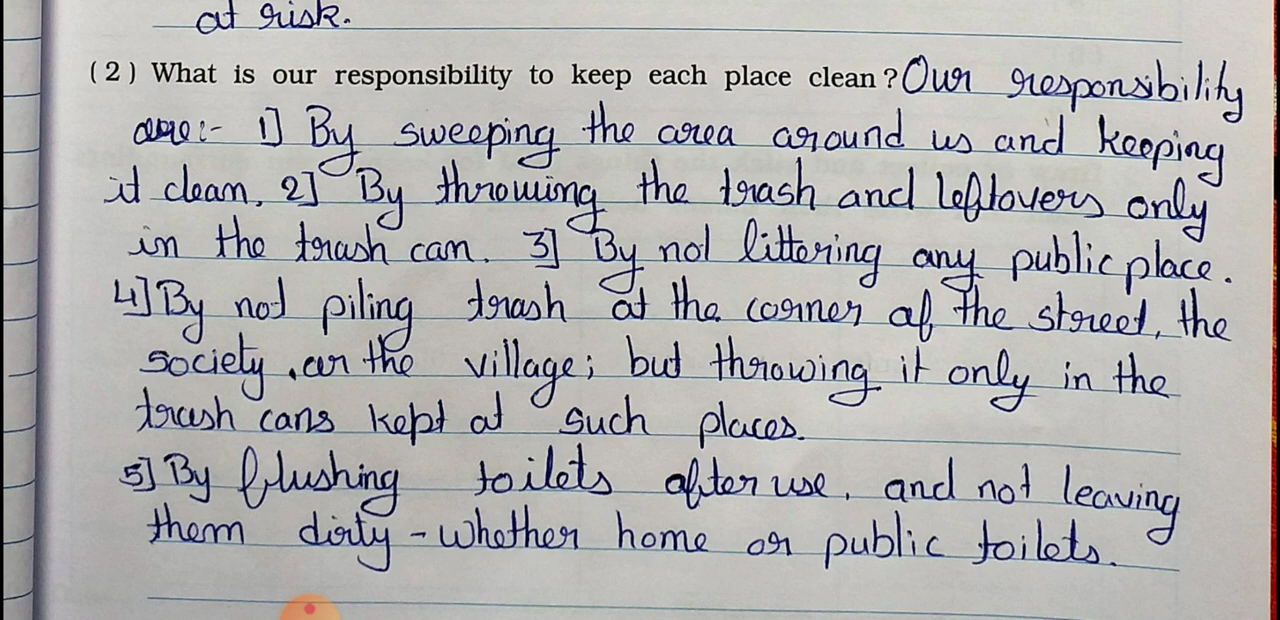 at risk.
(2) What is our responsibility to keep each place clean? Our responsibility
are:- 1] By sweeping the area around us and keeping
it clean, 2] By throwing the trash and leftovers only
in the trash can. 3] By not littering any public place.
4] By not piling trash at the corner of the street, the
society, or the village; but throwing it only in the
trash cans kept at such places.
5] By flushing toilets after use, and not leaving
them dirty - whether home or public toilets.